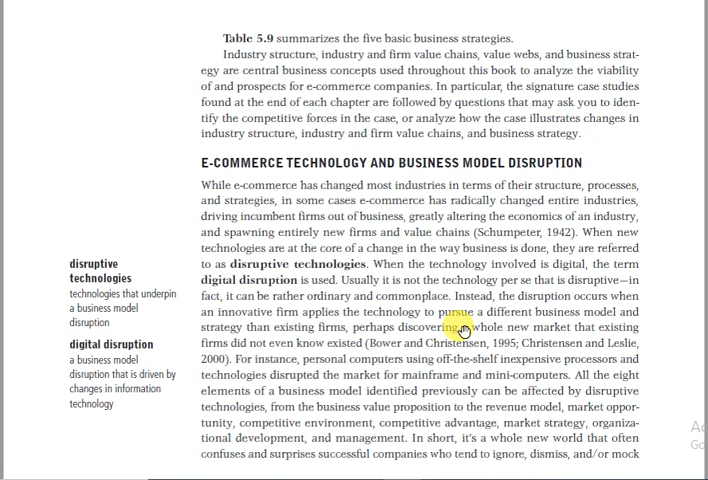 Table 5.9 summarizes the five basic business strategies.
Industry structure, industry and firm value chains, value webs, and business strat-
egy are central business concepts used throughout this book to analyze the viability
of and prospects for e-commerce companies. In particular, the signature case studies
found at the end of each chapter are followed by questions that may ask you to iden-
tify the competitive forces in the case, or analyze how the case illustrates changes in
industry structure, industry and firm value chains, and business strategy.
E-COMMERCE TECHNOLOGY AND BUSINESS MODEL DISRUPTION
While e-commerce has changed most industries in terms of their structure, processes,
and strategies, in some cases e-commerce has radically changed entire industries,
driving incumbent firms out of business, greatly altering the economics of an industry,
and spawning entirely new firms and value chains (Schumpeter, 1942). When new
technologies are at the core of a change in the way business is done, they are referred
to as disruptive technologies. When the technology involved is digital, the term
digital disruption is used. Usually it is not the technology per se that is disruptive—in
fact, it can be rather ordinary and commonplace. Instead, the disruption occurs when
an innovative firm applies the technology to pursue a different business model and
strategy than existing firms, perhaps discovering a whole new market that existing
firms did not even know existed (Bower and Christensen, 1995; Christensen and Leslie,
2000). For instance, personal computers using off-the-shelf inexpensive processors and
technologies disrupted the market for mainframe and mini-computers. All the eight
elements of a business model identified previously can be affected by disruptive
technologies, from the business value proposition to the revenue model, market oppor-
tunity, competitive environment, competitive advantage, market strategy, organiza-
tional development, and management. In short, it's a whole new world that often
confuses and surprises successful companies who tend to ignore, dismiss, and/or mock
disruptive
technologies
technologies that underpin
a business model
disruption
digital disruption
a business model
disruption that is driven by
changes in information
technology